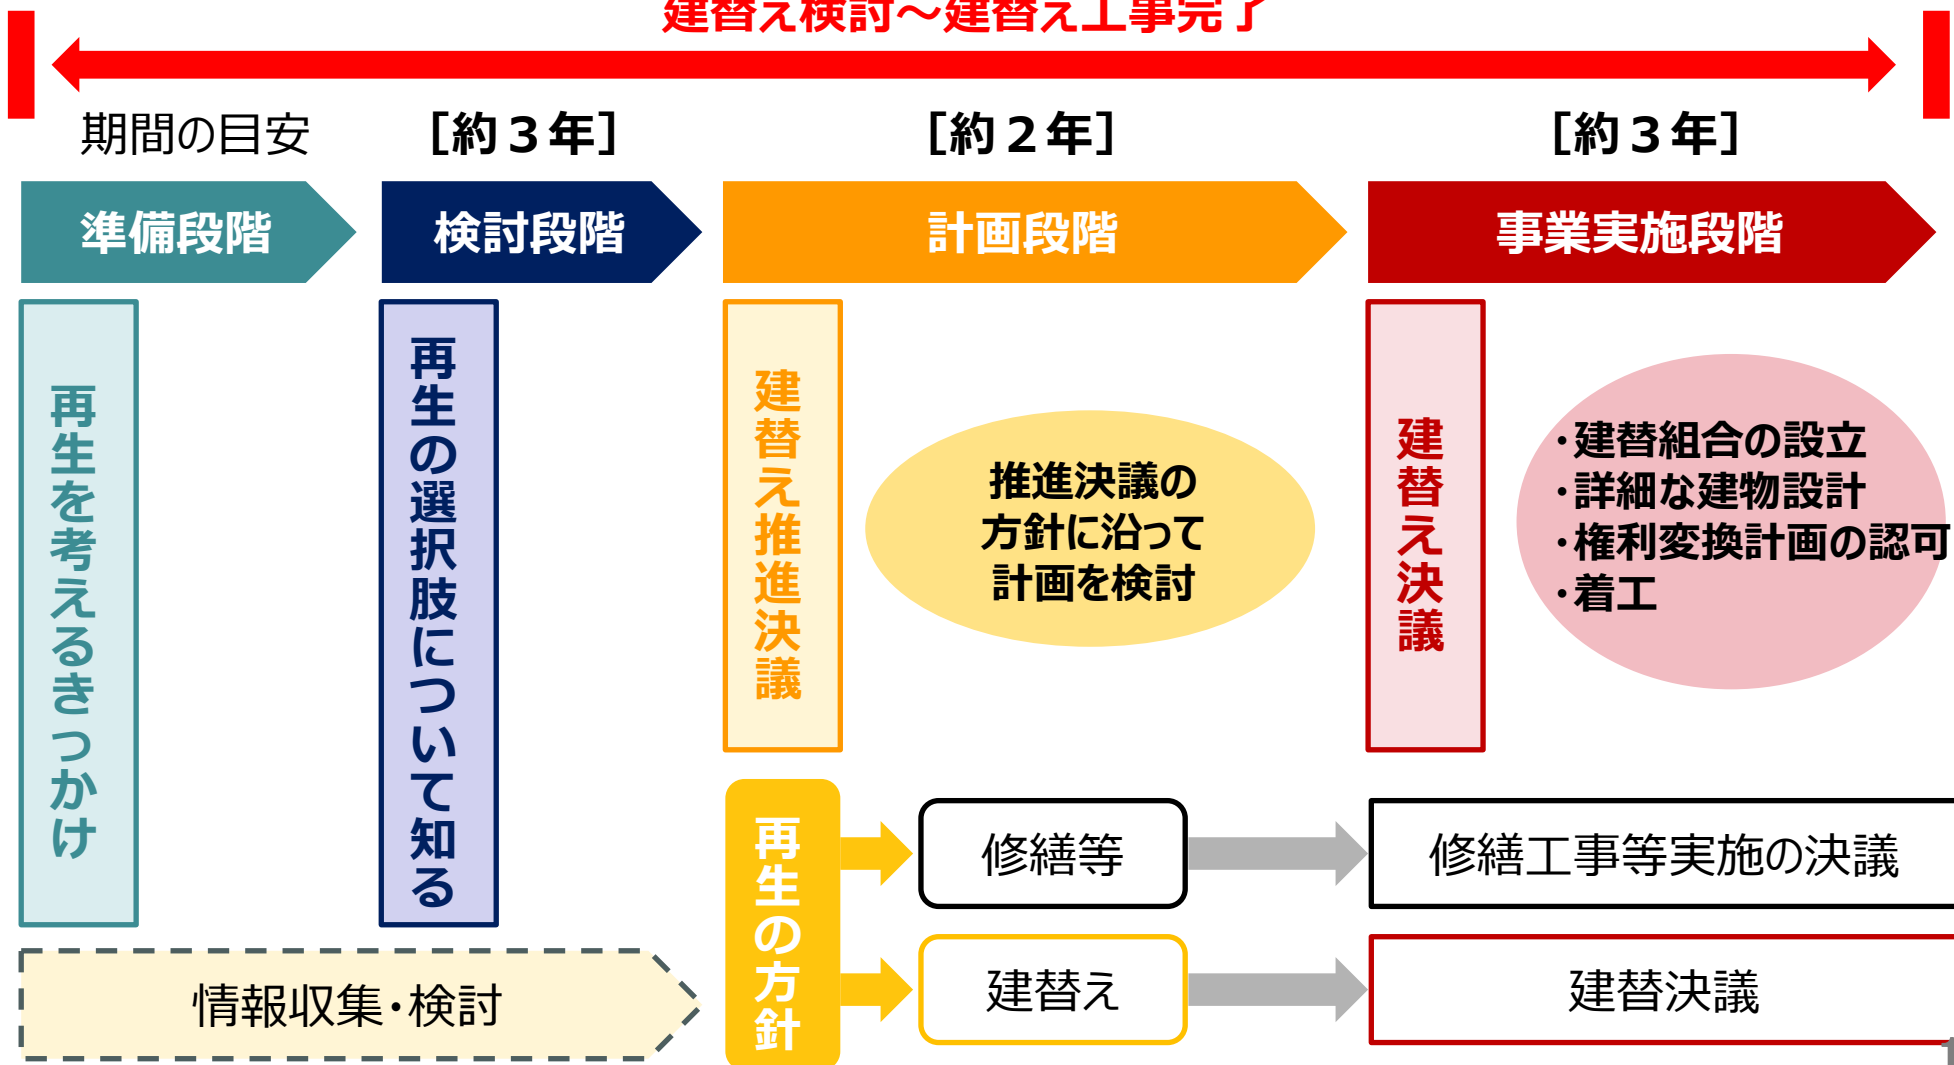 建替え検討～建替え工事完了
期間の目安
［約３年］
［約２年］
［約３年］
準備段階
検討段階
計画段階
事業実施段階
再生を考えるきっかけ
再生の選択肢について知る
建替え推進決議
推進決議の
方針に沿って
計画を検討
建替え決議
・建替組合の設立
・詳細な建物設計
・権利変換計画の認可
・着工
再生の方針
修繕等
修繕工事等実施の決議
建替え
建替決議
情報収集・検討